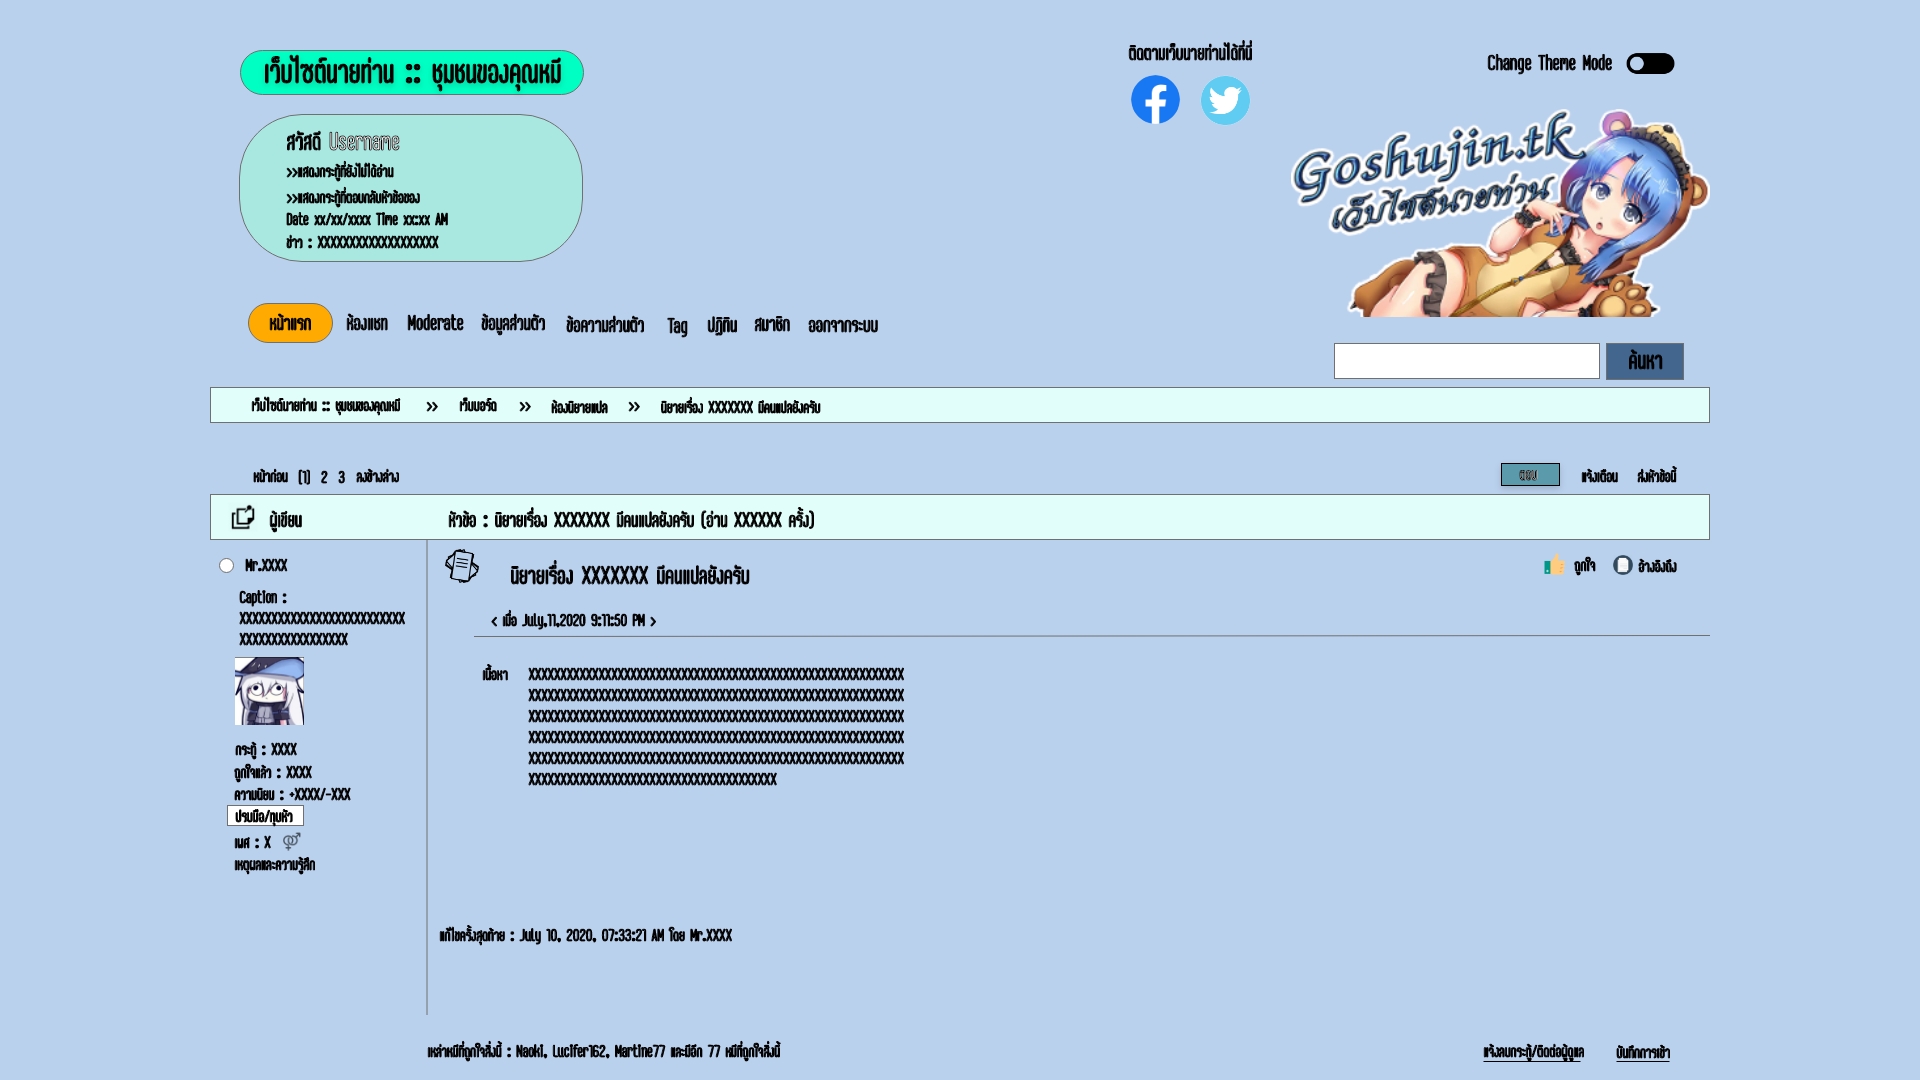 เว็บไซต์นายท่าน :: ชุมชนของคุณหมี
ติดตามเว็บนายท่านได้ที่นี่
Change Theme Mode
สวัสดี Username
>>แสดงกระทู้ที่ยังไม่ได้อ่าน
>>แสดงกระทู้ที่ตอบกลับหัวข้อของ
Date xx/xx/xxxx Time xx:xx AM
ข่าว : XXXXXXXXXXXXXXXXXXX
Goshujin.tk
เว็บไซต์นายท่าน
หน้าแรก ห้องแชท Moderate ข้อมูลส่วนตัว ข้อความส่วนตัว Tag ปฏิทิน สมาชิก ออกจากระบบ
ค้นหา
เว็บไซต์นายท่าน :: ชุมชนของคุณหมี >> เว็บบอร์ด >> ห้องนิยายแปล >> นิยายเรื่อง XXXXXXX มีคนแปลยังครับ
หน้าก่อน (1) 2 3 ลงข้างล่าง
ตอบ แจ้งเตือน ส่งหัวข้อนี้
ผู้เขียน หัวข้อ : นิยายเรื่อง XXXXXXX มีคนแปลยังครับ (อ่าน XXXXXX ครั้ง)
Mr.XXXX
Caption :
XXXXXXXXXXXXXXXXXXXXXXXXXX
XXXXXXXXXXXXXXXXX
กระทู้ : XXXX
ถูกใจแล้ว : XXXX
ความนิยม : +XXXX/-XXX
ปรบมือ/ทุบหัว
เพศ : X
เหตุผลและความรู้สึก
นิยายเรื่อง XXXXXXX มีคนแปลยังครับ
ถูกใจ อ้างอิงถึง
< เมื่อ July,11,2020 9:11:50 PM >
เนื้อหา XXXXXXXXXXXXXXXXXXXXXXXXXXXXXXXXXXXXXXXXXXXXXXXXXXXXXXXXXXX
XXXXXXXXXXXXXXXXXXXXXXXXXXXXXXXXXXXXXXXXXXXXXXXXXXXXXXXXXXX
XXXXXXXXXXXXXXXXXXXXXXXXXXXXXXXXXXXXXXXXXXXXXXXXXXXXXXXXXXX
XXXXXXXXXXXXXXXXXXXXXXXXXXXXXXXXXXXXXXXXXXXXXXXXXXXXXXXXXXX
XXXXXXXXXXXXXXXXXXXXXXXXXXXXXXXXXXXXXXXXXXXXXXXXXXXXXXXXXXX
XXXXXXXXXXXXXXXXXXXXXXXXXXXXXXXXXXXXXXX
แก้ไขครั้งสุดท้าย : July 10, 2020, 07:33:21 AM โดย Mr.XXXX
เหล่าหมีที่ถูกใจสิ่งนี้ : Naoki, Lucifer162, Martine77 และมีอีก 77 หมีที่ถูกใจสิ่งนี้
แจ้งลบกระทู้/ติดต่อผู้ดูแล บันทึกการเข้า